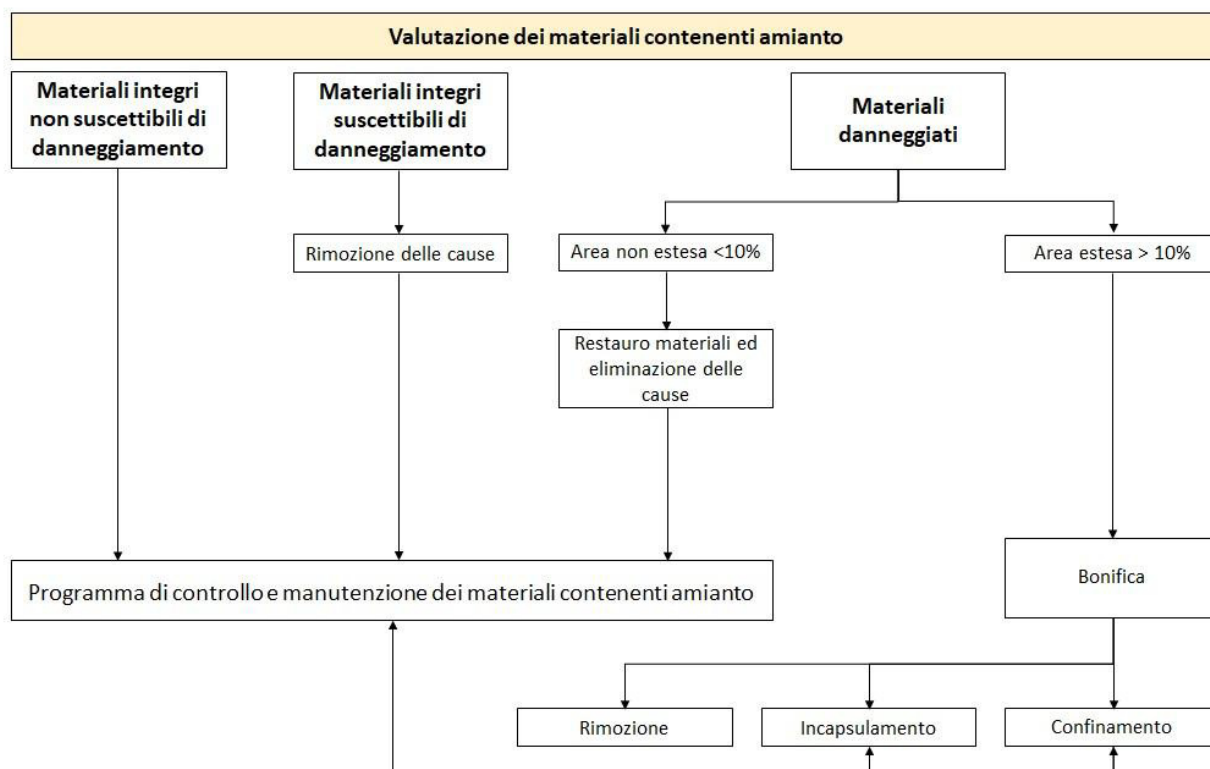 Valutazione dei materiali contenenti amianto
Materiali integri
non suscettibili di
danneggiamento
Materiali integri
suscettibili di
danneggiamento
Materiali
danneggiati
Rimozione delle cause
Area non estesa <10%
Area estesa > 10%
Restauro materiali ed
eliminazione delle
cause
Programma di controllo e manutenzione dei materiali contenenti amianto
Bonifica
Rimozione
Incapsulamento
Confinamento